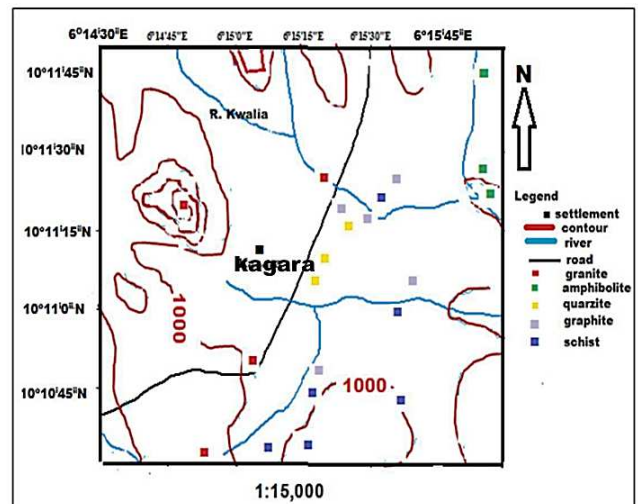 6°14'30"E 6°14'45"E 6°15'0"E 6°15'15"E 6°15'30"E 6°15'45"E
10°11'45"N
N
R. Kwalia
10°11'30"N
Legend
settlement
contour
10°11'15"N
river
road
Kagara
granite
amphibolite
quarzite
10°11'0"N
1000
graphite
schist
10°10'45"N
1000
1:15,000